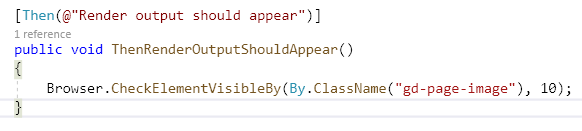 [Then(@"Render output should appear")]
1 reference
public void ThenRenderOutputShouldAppear()
{
Browser.CheckElementVisibleBy(By.ClassName("gd-page-image"), 10);
}